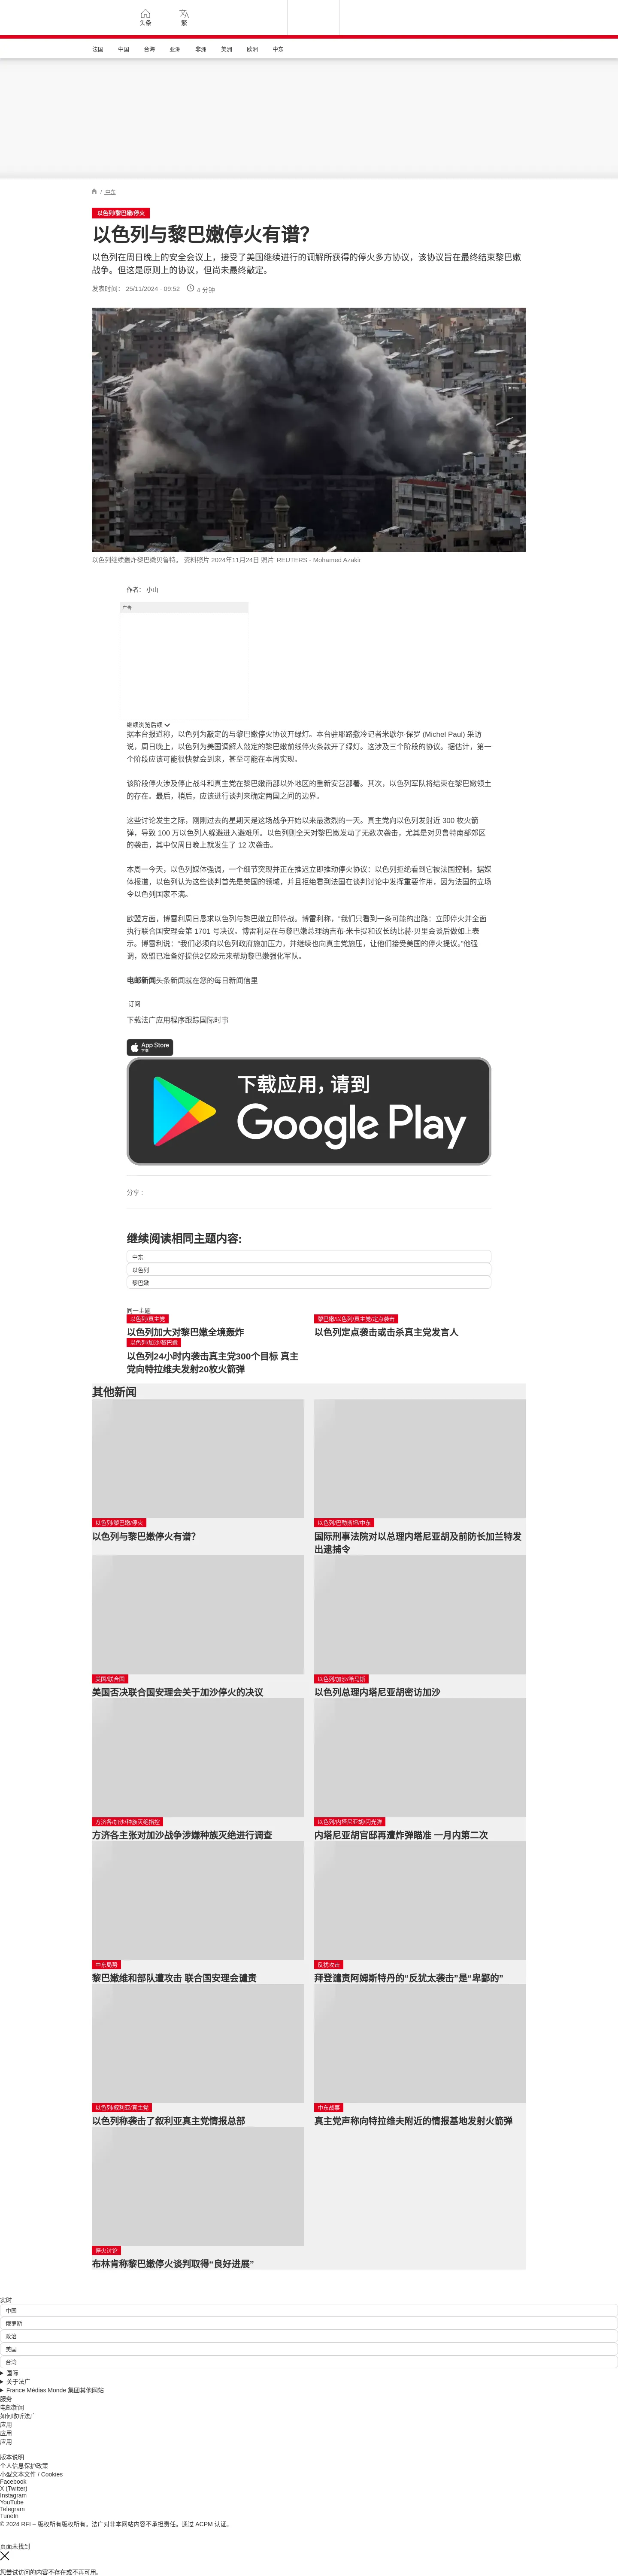 头条
繁
法国 中国 台海 亚洲 非洲 美洲 欧洲 中东
/ 中东
以色列/黎巴嫩/停火
以色列与黎巴嫩停火有谱？
以色列在周日晚上的安全会议上，接受了美国继续进行的调解所获得的停火多方协议，该协议旨在最终结束黎巴嫩
战争。但这是原则上的协议，但尚未最终敲定。
发表时间： 25/11/2024 - 09:52 4 分钟
以色列继续轰炸黎巴嫩贝鲁特。 资料照片 2024年11月24日 照片 REUTERS - Mohamed Azakir
作者： 小山
广告
继续浏览后续
据本台报道称，以色列为敲定的与黎巴嫩停火协议开绿灯。本台驻耶路撒冷记者米歇尔·保罗 (Michel Paul) 采访
说，周日晚上，以色列为美国调解人敲定的黎巴嫩前线停火条款开了绿灯。这涉及三个阶段的协议。据估计，第一
个阶段应该可能很快就会到来，甚至可能在本周实现。
该阶段停火涉及停止战斗和真主党在黎巴嫩南部以外地区的重新安营部署。其次，以色列军队将结束在黎巴嫩领土
的存在。最后，稍后，应该进行谈判来确定两国之间的边界。
这些讨论发生之际，刚刚过去的星期天是这场战争开始以来最激烈的一天。真主党向以色列发射近 300 枚火箭
弹，导致 100 万以色列人躲避进入避难所。以色列则全天对黎巴嫩发动了无数次袭击，尤其是对贝鲁特南部郊区
的袭击，其中仅周日晚上就发生了 12 次袭击。
本周一今天，以色列媒体强调，一个细节突现并正在推迟立即推动停火协议：以色列拒绝看到它被法国控制。据媒
体报道，以色列认为这些谈判首先是美国的领域，并且拒绝看到法国在谈判讨论中发挥重要作用，因为法国的立场
令以色列国家不满。
欧盟方面，博雷利周日恳求以色列与黎巴嫩立即停战。博雷利称，“我们只看到一条可能的出路：立即停火并全面
执行联合国安理会第 1701 号决议。博雷利是在与黎巴嫩总理纳吉布·米卡提和议长纳比赫·贝里会谈后做如上表
示。博雷利说：“我们必须向以色列政府施加压力，并继续也向真主党施压，让他们接受美国的停火提议。”他强
调，欧盟已准备好提供2亿欧元来帮助黎巴嫩强化军队。
电邮新闻头条新闻就在您的每日新闻信里
订阅
下载法广应用程序跟踪国际时事
App Store
下载
下载应用，请到
Google Play
分享 :
继续阅读相同主题内容:
中东
以色列
黎巴嫩
同一主题
以色列/真主党
以色列加大对黎巴嫩全境轰炸
黎巴嫩/以色列/真主党/定点袭击
以色列定点袭击或击杀真主党发言人
以色列/加沙/黎巴嫩
以色列24小时内袭击真主党300个目标 真主
党向特拉维夫发射20枚火箭弹
其他新闻
以色列/黎巴嫩/停火
以色列与黎巴嫩停火有谱？
以色列/巴勒斯坦/中东
国际刑事法院对以总理内塔尼亚胡及前防长加兰特发
出逮捕令
美国/联合国
美国否决联合国安理会关于加沙停火的决议
以色列/加沙/哈马斯
以色列总理内塔尼亚胡密访加沙
方济各/加沙/种族灭绝指控
方济各主张对加沙战争涉嫌种族灭绝进行调查
以色列/内塔尼亚胡/闪光弹
内塔尼亚胡官邸再遭炸弹瞄准 一月内第二次
中东局势
黎巴嫩维和部队遭攻击 联合国安理会谴责
反犹攻击
拜登谴责阿姆斯特丹的“反犹太袭击”是“卑鄙的”
以色列/叙利亚/真主党
以色列称袭击了叙利亚真主党情报总部
中东战事
真主党声称向特拉维夫附近的情报基地发射火箭弹
停火讨论
布林肯称黎巴嫩停火谈判取得“良好进展”
实时
中国
俄罗斯
政治
美国
台湾
国际
关于法广
France Médias Monde 集团其他网站
服务
电邮新闻
如何收听法广
应用
应用
应用
版本说明
个人信息保护政策
小型文本文件 / Cookies
Facebook
X (Twitter)
Instagram
YouTube
Telegram
TuneIn
© 2024 RFI – 版权所有版权所有。法广对非本网站内容不承担责任。通过 ACPM 认证。
页面未找到
您尝试访问的内容不存在或不再可用。